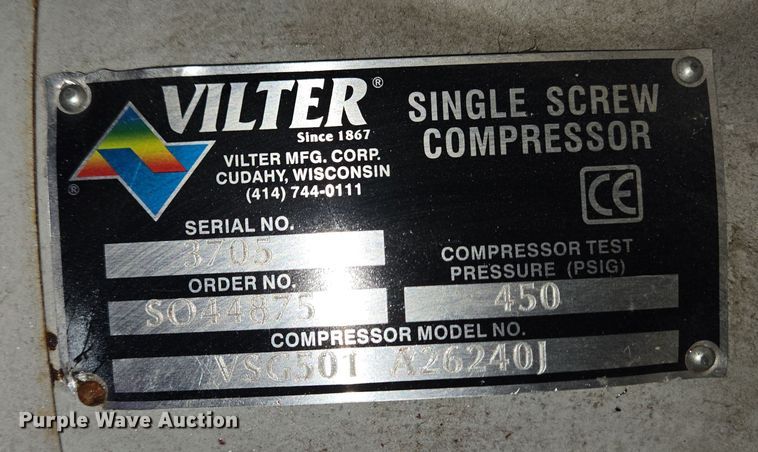 VILTER®
Since 1867
SINGLE SCREW
COMPRESSOR
VILTER MFG. CORP.
CUDAHY, WISCONSIN
(414) 744-0111
®
CE
SERIAL NO.
3705
COMPRESSOR TEST
PRESSURE (PSIG)
450
ORDER NO.
SO44875
COMPRESSOR MODEL NO.
VSG501 A26240J
Purple Wave Auction